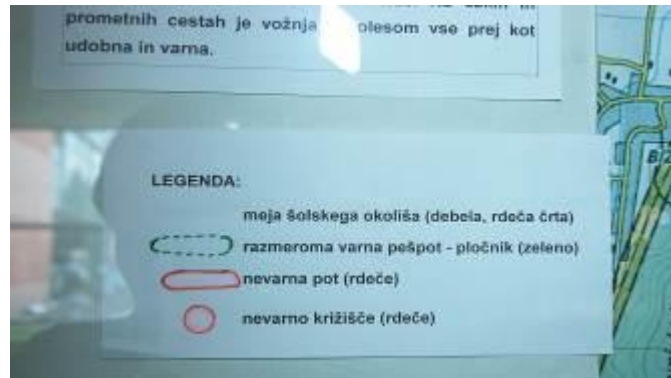 prometnih cestah je vožnja olesom vse prej kot
udobna in varna.
LEGENDA:
meja šolskega okoliša (debela, rdeča črta)
razmeroma varna pešpot - pločnik (zeleno)
nevarna pot (rdeče)
nevarno križišče (rdeče)